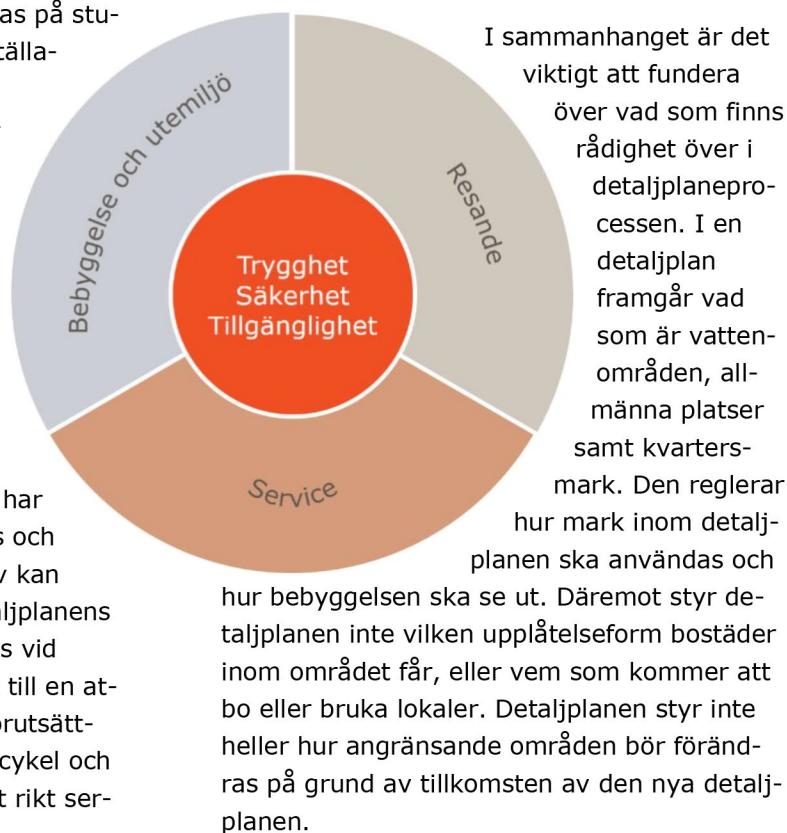 as på stu-
tälla-
har
s och
v kan
aljplanens
s vid
till en at-
orutsätt-
cykel och
t rikt ser-
Bebyggelse och utemiljö
Resande
Trygghet
Säkerhet
Tillgänglighet
Service
I sammanhanget är det
viktigt att fundera
över vad som finns
rådighet över i
detaljplanepro-
cessen. I en
detaljplan
framgår vad
som är vatten-
områden, all-
männa platser
samt kvarters-
mark. Den reglerar
hur mark inom detalj-
planen ska användas och
hur bebyggelsen ska se ut. Däremot styr de-
taljplanen inte vilken upplåtelseform bostäder
inom området får, eller vem som kommer att
bo eller bruka lokaler. Detaljplanen styr inte
heller hur angränsande områden bör föränd-
ras på grund av tillkomsten av den nya detalj-
planen.